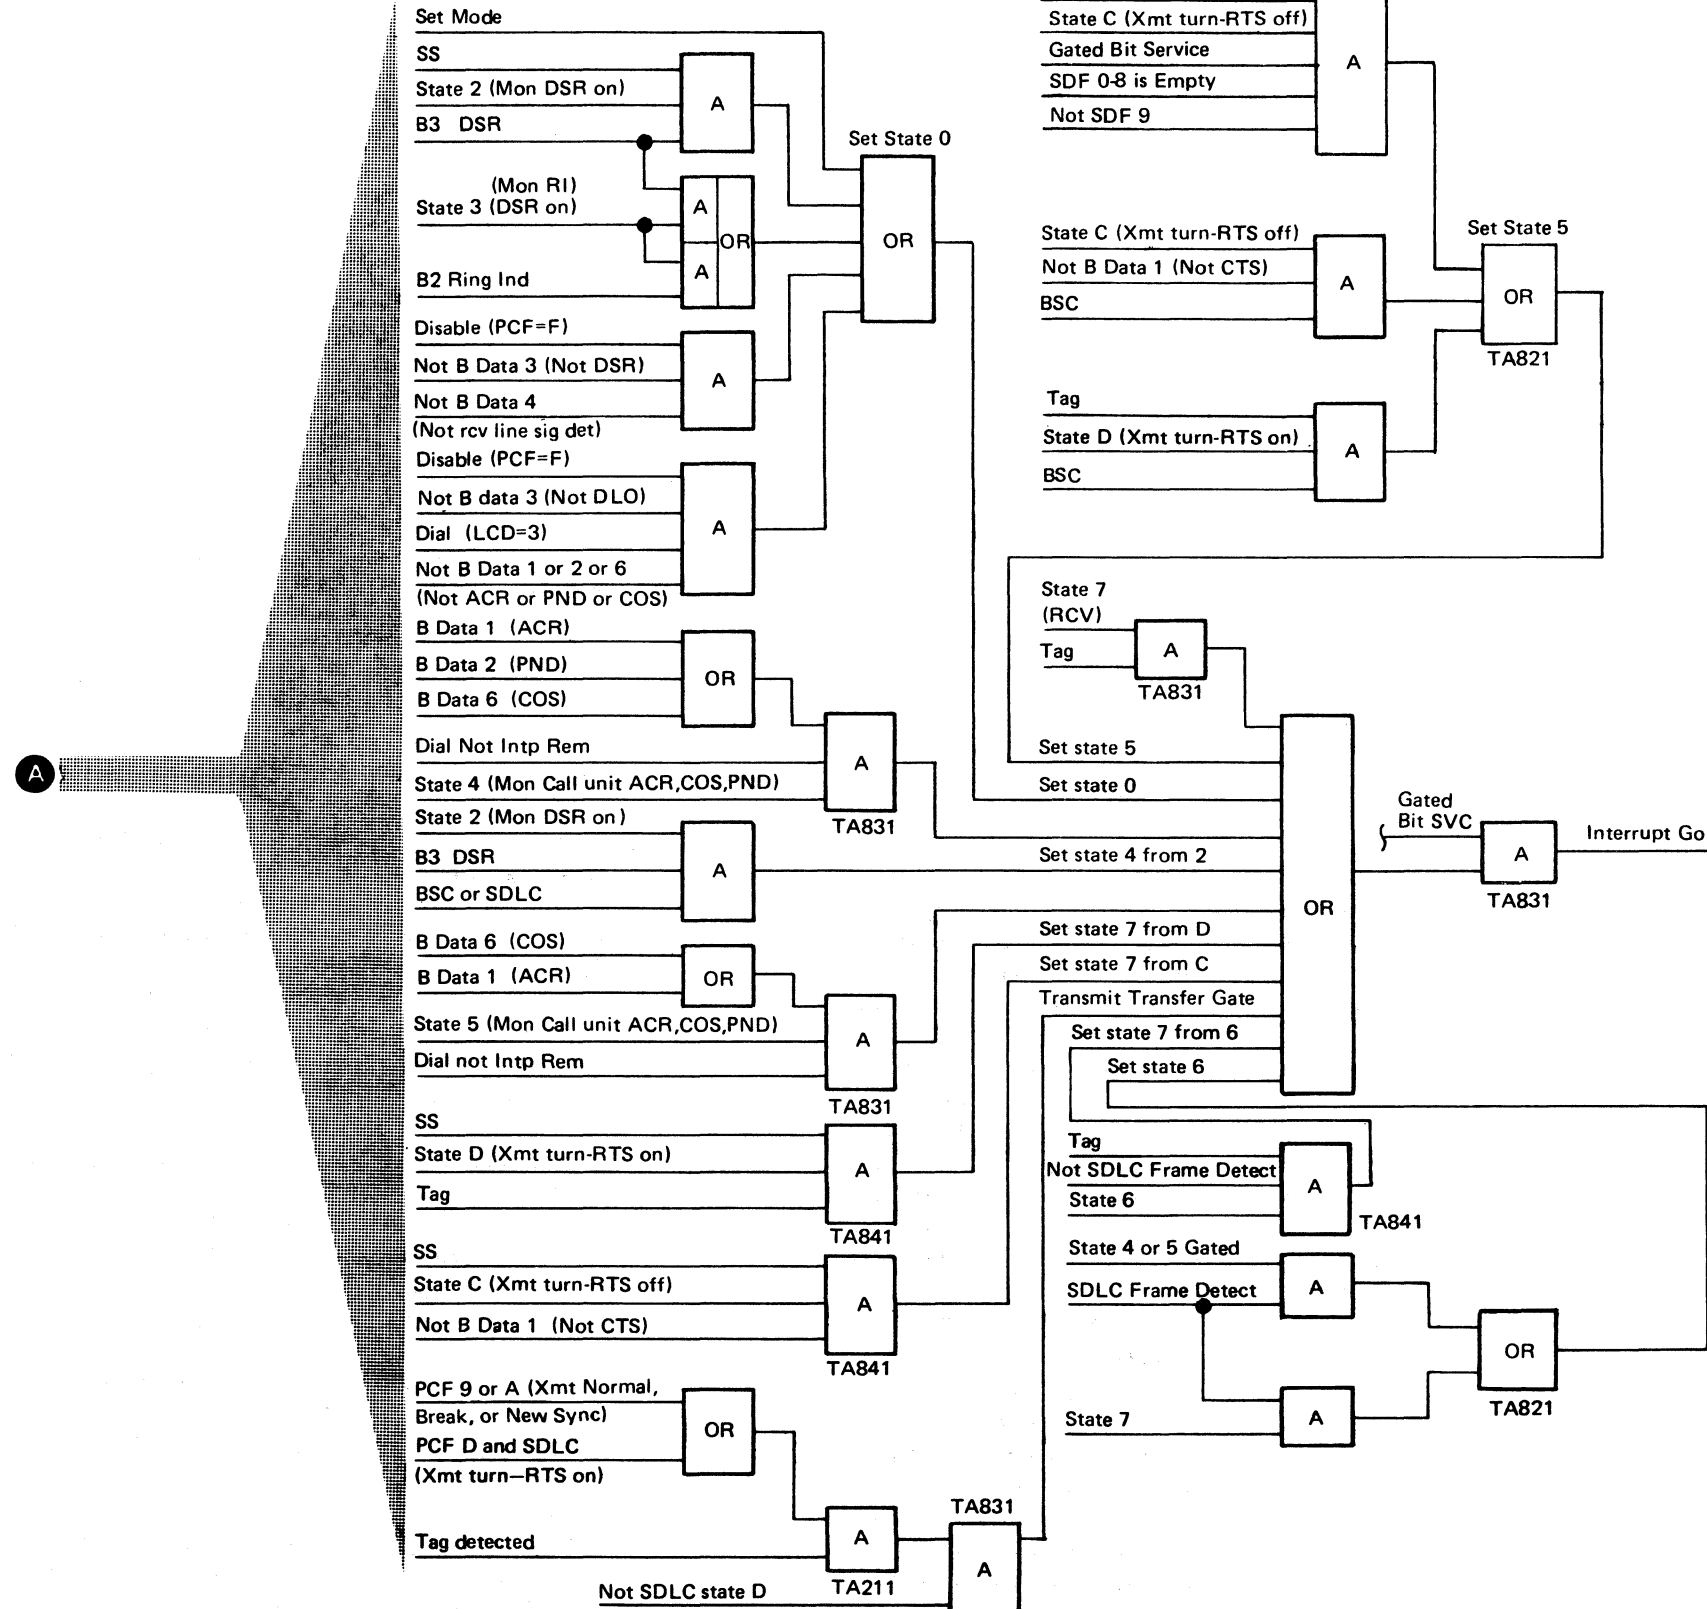 Set Mode
SS
State 2 (Mon DSR on)
B3 DSR
A
(Mon RI)
State 3 (DSR on)
A
OR
A
B2 Ring Ind
Set State 0
OR
Disable (PCF=F)
Not B Data 3 (Not DSR)
Not B Data 4
(Not rcv line sig det)
A
Disable (PCF=F)
Not B data 3 (Not DLO)
Dial (LCD=3)
Not B Data 1 or 2 or 6
(Not ACR or PND or COS)
A
B Data 1 (ACR)
B Data 2 (PND)
B Data 6 (COS)
OR
Dial Not Intp Rem
State 4 (Mon Call unit ACR,COS,PND)
A
TA831
A
State 2 (Mon DSR on)
B3 DSR
BSC or SDLC
A
B Data 6 (COS)
B Data 1 (ACR)
OR
State 5 (Mon Call unit ACR,COS,PND)
Dial not Intp Rem
A
TA831
SS
State D (Xmt turn-RTS on)
Tag
A
TA841
SS
State C (Xmt turn-RTS off)
Not B Data 1 (Not CTS)
A
TA841
PCF 9 or A (Xmt Normal,
Break, or New Sync)
PCF D and SDLC
(Xmt turn—RTS on)
OR
Tag detected
A
TA211
Not SDLC state D
TA831
A
State C (Xmt turn-RTS off)
Gated Bit Service
SDF 0-8 is Empty
Not SDF 9
A
State C (Xmt turn-RTS off)
Not B Data 1 (Not CTS)
BSC
A
Set State 5
OR
TA821
Tag
State D (Xmt turn-RTS on)
BSC
A
State 7
(RCV)
Tag
A
TA831
Set state 5
Set state 0
Set state 4 from 2
Set state 7 from D
Set state 7 from C
Transmit Transfer Gate
Set state 7 from 6
Set state 6
OR
Gated
Bit SVC
A
TA831
Interrupt Go
Tag
Not SDLC Frame Detect
State 6
A
TA841
State 4 or 5 Gated
SDLC Frame Detect
A
State 7
A
OR
TA821